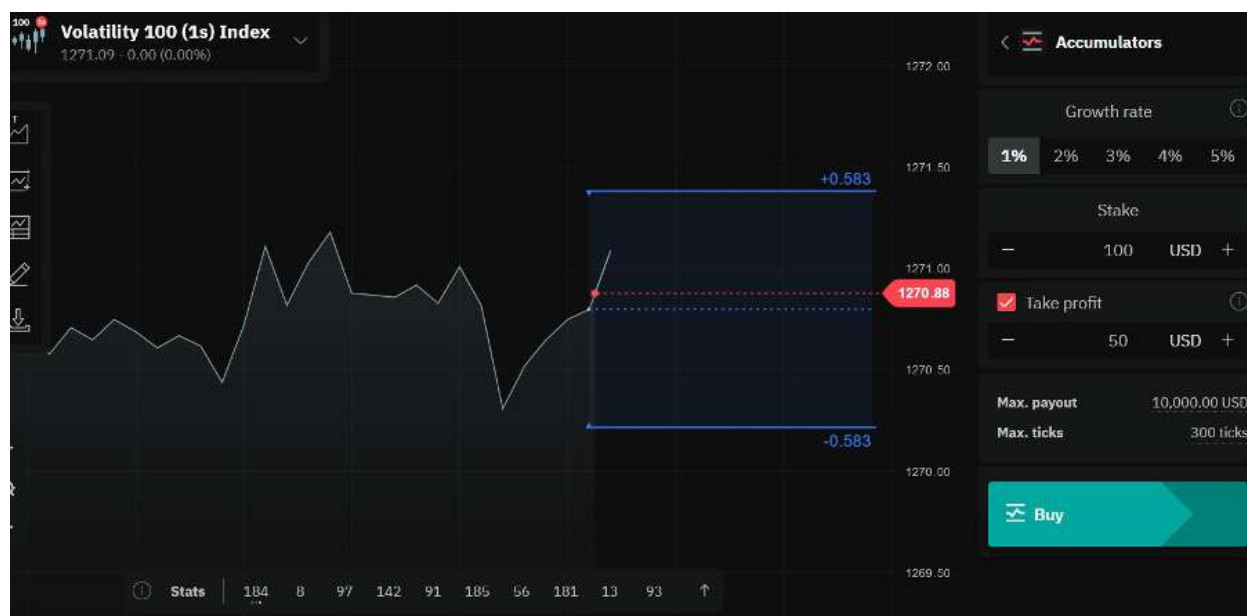 100 1s
Volatility 100 (1s) Index
1271.09 - 0.00 (0.00%)
1272.00
1271.50
1271.00
1270.88
1270.50
1270.00
1269.50
+0.583
-0.583
Stats 184 8 97 142 91 185 56 181 13 93
Accumulators
Growth rate
1% 2% 3% 4% 5%
Stake
− 100 USD +
Take profit
− 50 USD +
Max. payout 10,000.00 USD
Max. ticks 300 ticks
Buy